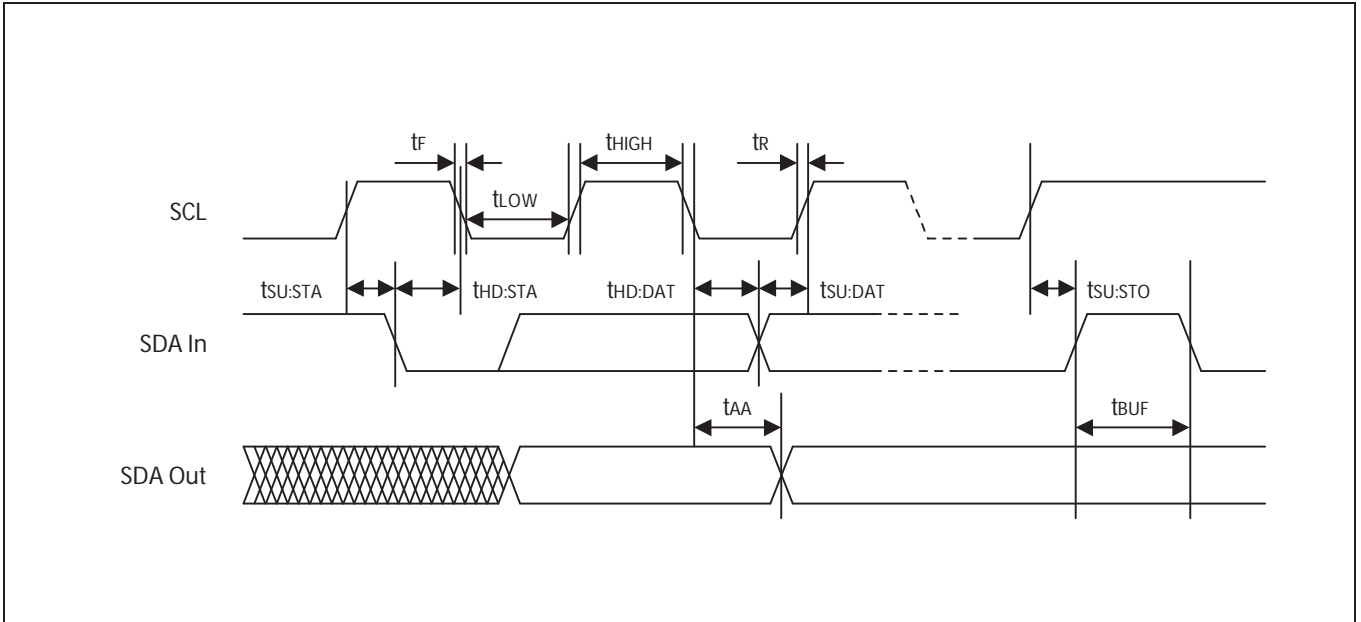 tF
tHIGH
tR
SCL
tLOW
tSU:STA
tHD:STA
tHD:DAT
tSU:DAT
tSU:STO
SDA In
tAA
tBUF
SDA Out